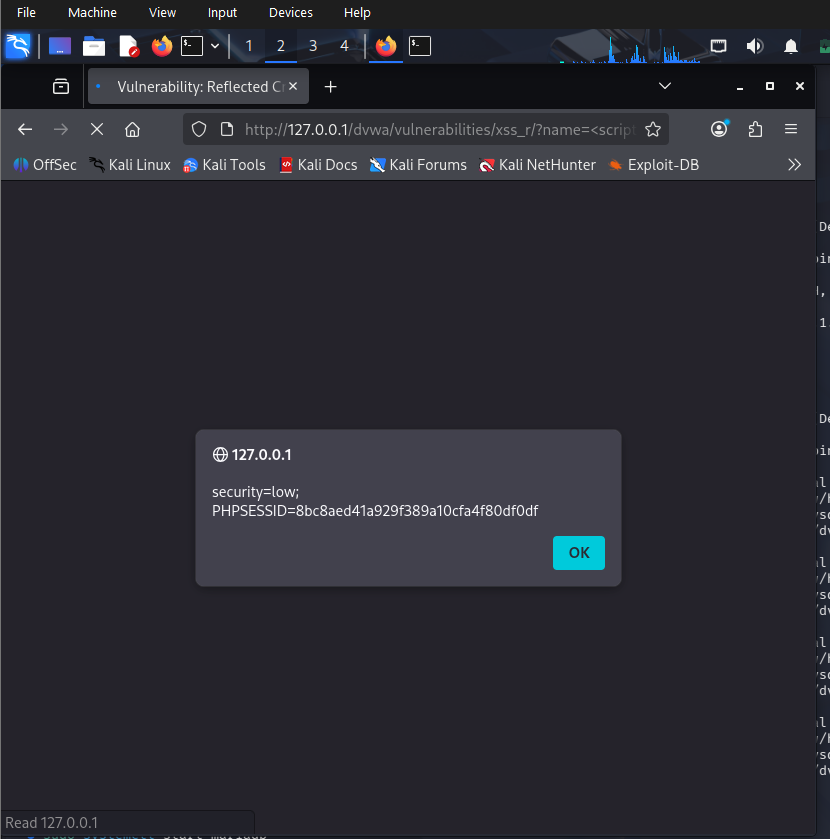 File Machine View Input Devices Help
1 2 3 4
Vulnerability: Reflected C
http://127.0.0.1/dvwa/vulnerabilities/xss_r/?name=<script
OffSec Kali Linux Kali Tools Kali Docs Kali Forums Kali NetHunter Exploit-DB
127.0.0.1
security=low;
PHPSESSID=8bc8aed41a929f389a10cfa4f80df0df
OK
Read 127.0.0.1